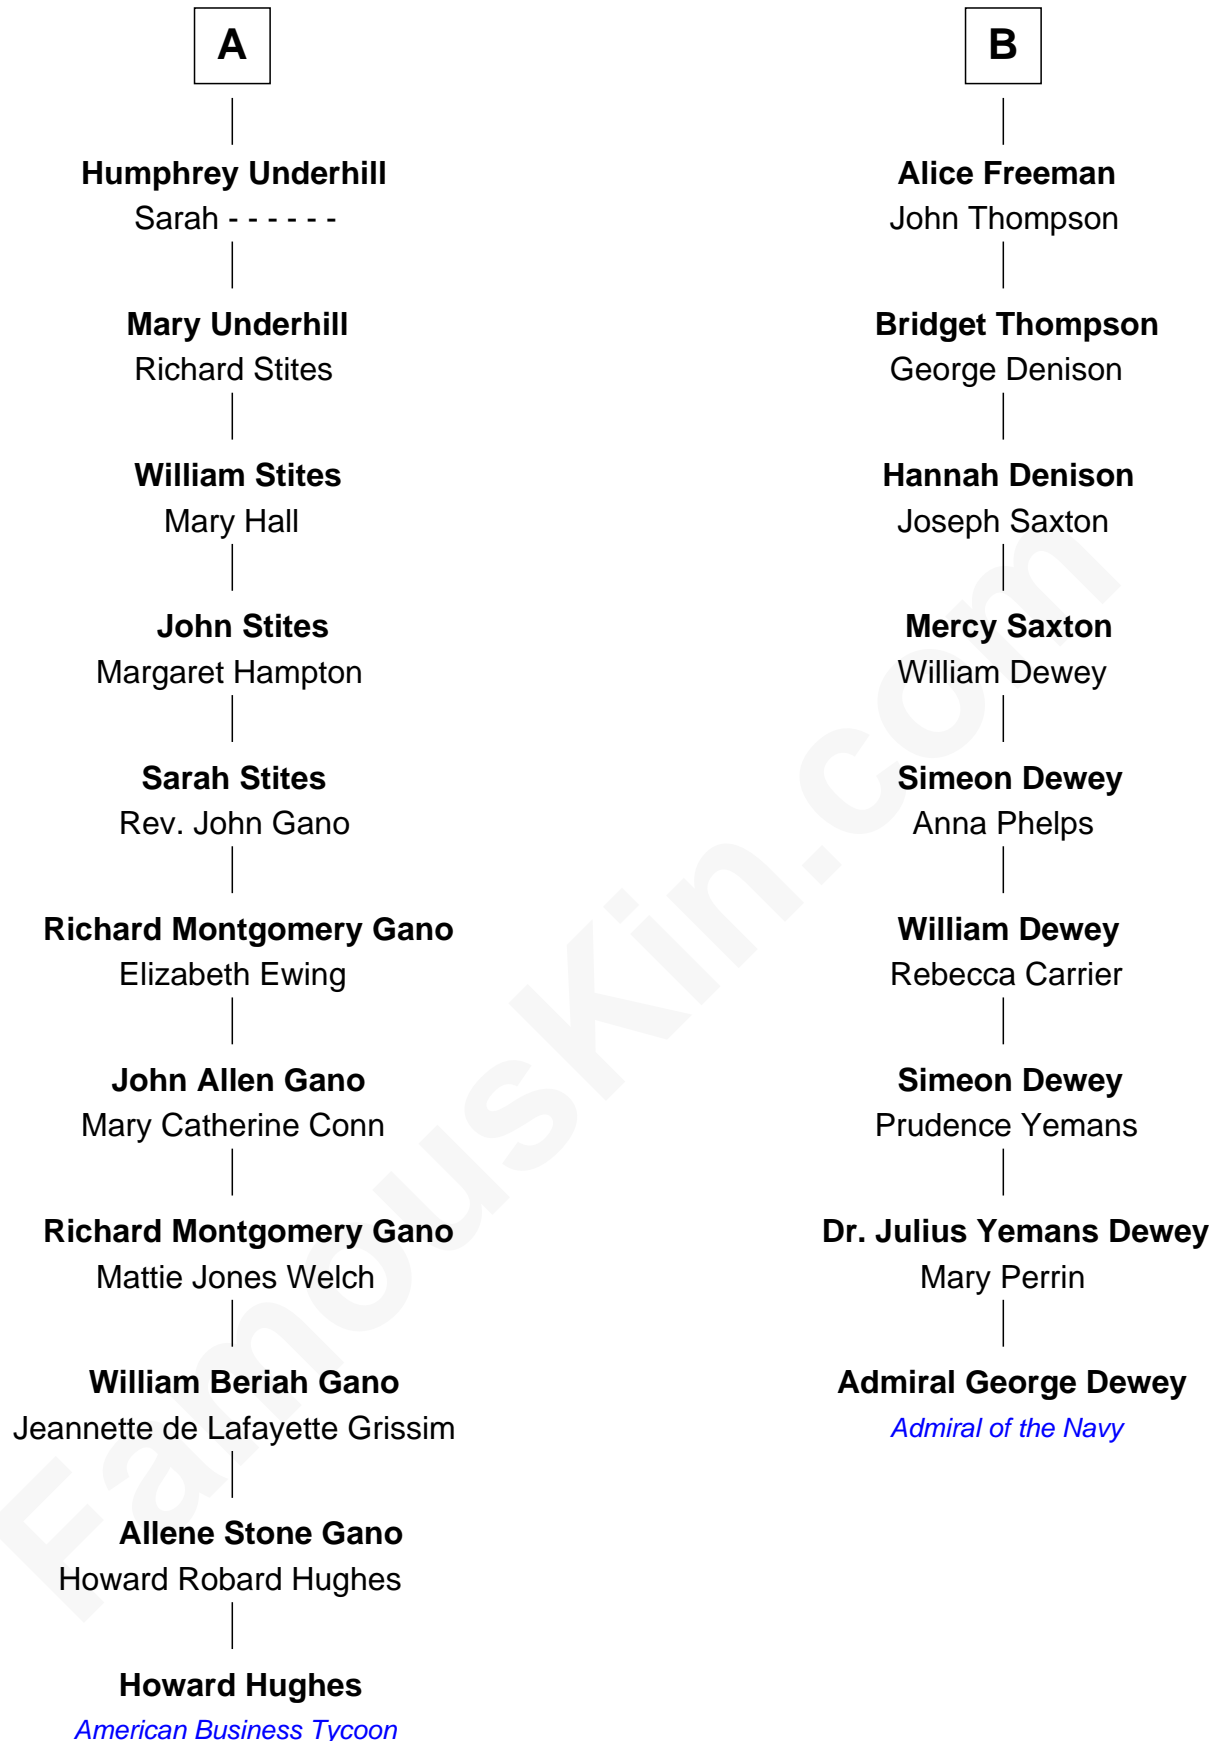 A
Humphrey Underhill
Sarah - - - - - -
Mary Underhill
Richard Stites
William Stites
Mary Hall
John Stites
Margaret Hampton
Sarah Stites
Rev. John Gano
Richard Montgomery Gano
Elizabeth Ewing
John Allen Gano
Mary Catherine Conn
Richard Montgomery Gano
Mattie Jones Welch
William Beriah Gano
Jeannette de Lafayette Grissim
Allene Stone Gano
Howard Robard Hughes
Howard Hughes
American Business Tycoon
B
Alice Freeman
John Thompson
Bridget Thompson
George Denison
Hannah Denison
Joseph Saxton
Mercy Saxton
William Dewey
Simeon Dewey
Anna Phelps
William Dewey
Rebecca Carrier
Simeon Dewey
Prudence Yemans
Dr. Julius Yemans Dewey
Mary Perrin
Admiral George Dewey
Admiral of the Navy
FamousKin.com